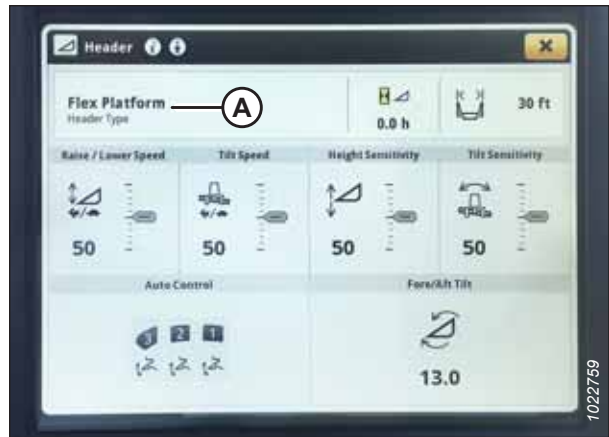 Header
Flex Platform
Header Type
A
0.0 h
30 ft
Raise / Lower Speed
Tilt Speed
Height Sensitivity
Tilt Sensitivity
50
50
50
50
Auto Control
Fore/Aft Tilt
3 2 1
13.0
1022759